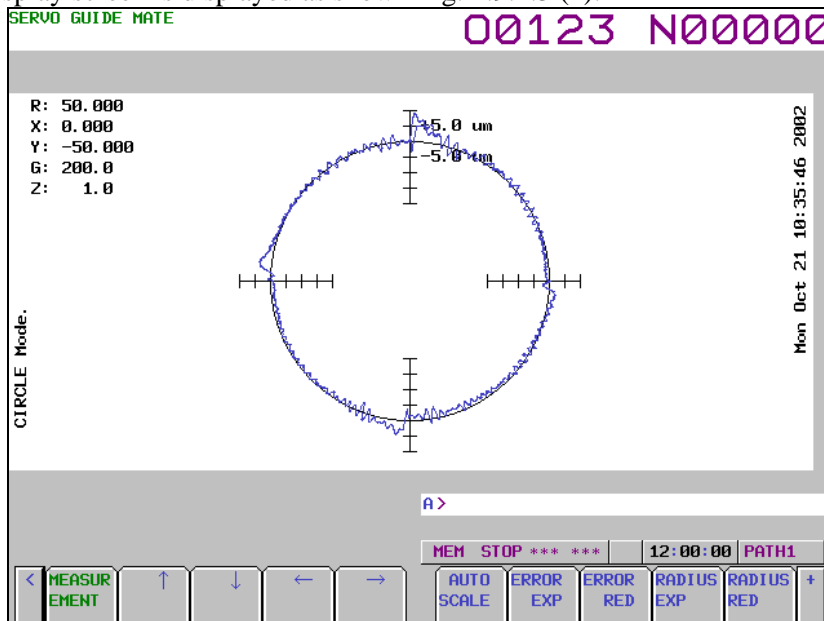 SERVO GUIDE MATE
O0123 N00000
R: 50.000
X: 0.000
Y: -50.000
G: 200.0
Z: 1.0
+5.0 um
-5.0 um
Mon Oct 21 10:35:46 2002
CIRCLE Mode.
A>
MEM STOP *** ***
12:00:00
PATH1
< MEASUREMENT ↑ ↓ ← → AUTO SCALE ERROR EXP ERROR RED RADIUS EXP RADIUS RED +